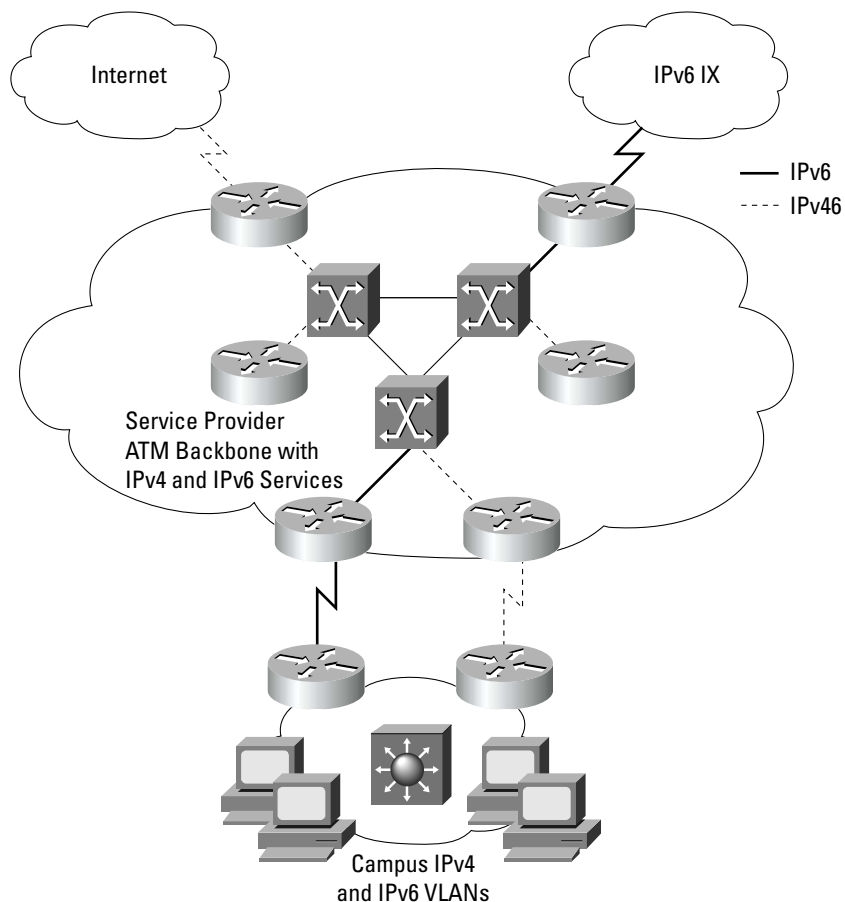 Internet
IPv6 IX
IPv6
IPv46
Service Provider
ATM Backbone with
IPv4 and IPv6 Services
Campus IPv4
and IPv6 VLANs